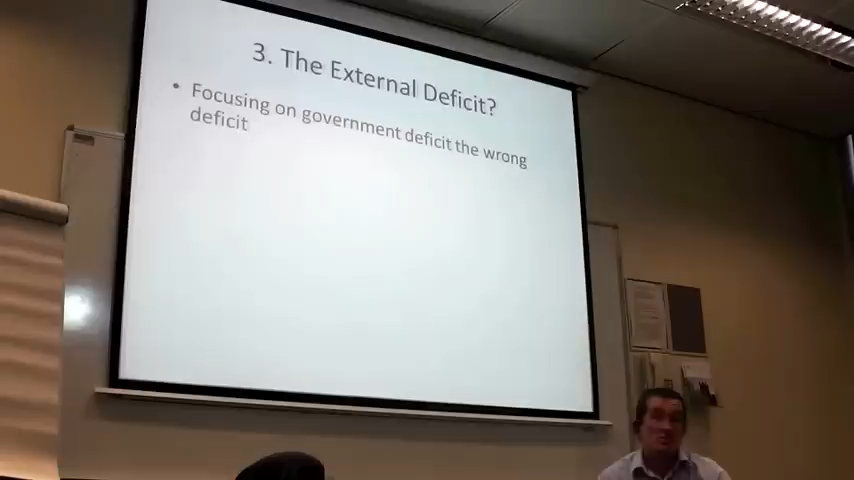 3. The External Deficit?
• Focusing on government deficit the wrong
deficit